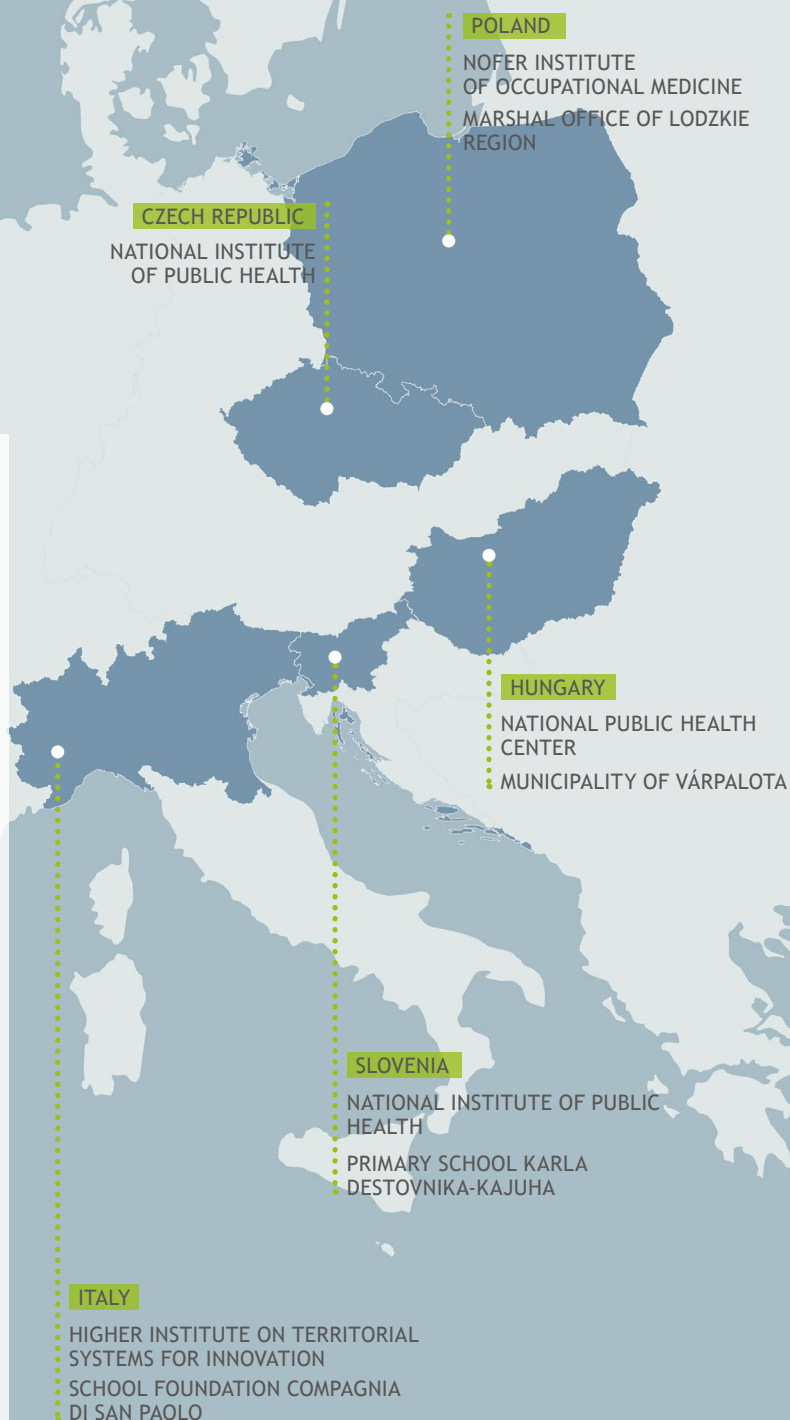 POLAND
NOFER INSTITUTE
OF OCCUPATIONAL MEDICINE
MARSHAL OFFICE OF LODZKIE
REGION
CZECH REPUBLIC
NATIONAL INSTITUTE
OF PUBLIC HEALTH
HUNGARY
NATIONAL PUBLIC HEALTH
CENTER
MUNICIPALITY OF VÁRPALOTA
SLOVENIA
NATIONAL INSTITUTE OF PUBLIC
HEALTH
PRIMARY SCHOOL KARLA
DESTOVNIKA-KAJUHA
ITALY
HIGHER INSTITUTE ON TERRITORIAL
SYSTEMS FOR INNOVATION
SCHOOL FOUNDATION COMPAGNIA
DI SAN PAOLO